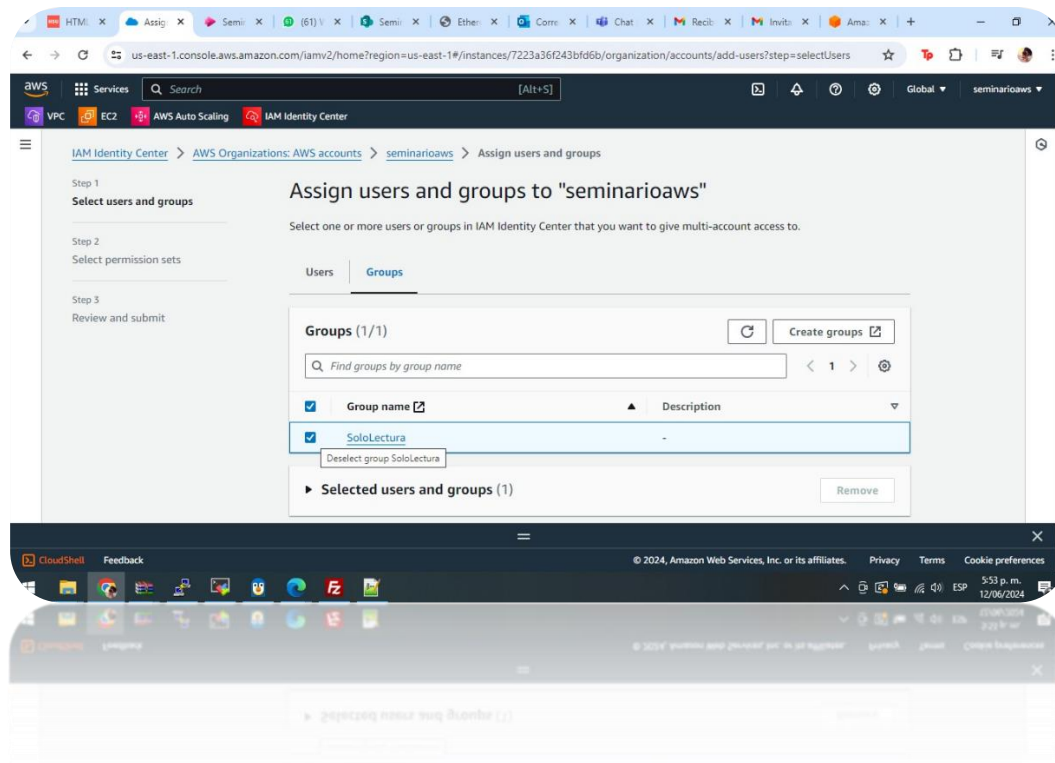 HTML
Assig
Semin
(61) V
Semin
Ether
Corre
Chat
Recib
Invita
Amaz
us-east-1.console.aws.amazon.com/iamv2/home?region=us-east-1#/instances/7223a36f243bfd6b/organization/accounts/add-users?step=selectUsers
Tp
aws
Services
Search
[Alt+S]
Global
seminarioaws
VPC
EC2
AWS Auto Scaling
IAM Identity Center
IAM Identity Center > AWS Organizations: AWS accounts > seminarioaws > Assign users and groups
Step 1
Select users and groups
Step 2
Select permission sets
Step 3
Review and submit
Assign users and groups to "seminarioaws"
Select one or more users or groups in IAM Identity Center that you want to give multi-account access to.
Users
Groups
Groups (1/1)
Create groups
Find groups by group name
1
Group name
Description
SoloLectura
-
Deselect group SoloLectura
Selected users and groups (1)
Remove
CloudShell
Feedback
© 2024, Amazon Web Services, Inc. or its affiliates.
Privacy
Terms
Cookie preferences
ESP
5:53 p. m.
12/06/2024